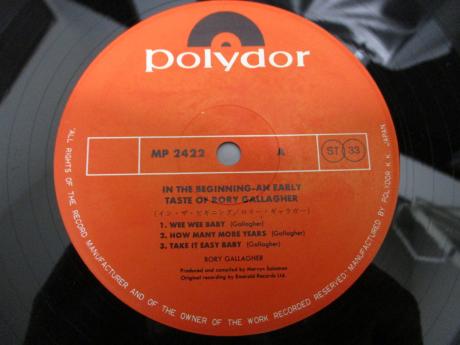 polydor
MP 2422 A ST 33
IN THE BEGINNING-AN EARLY
TASTE OF RORY GALLAGHER
(イン・ザ・ビギニング/ロリー・ギャラガー)
1. WEE WEE BABY (Gallagher)
2. HOW MANY MORE YEARS (Gallagher)
3. TAKE IT EASY BABY (Gallagher)
RORY GALLAGHER
Produced and compiled by Mervyn Solomon
Original recording by Emerald Records Ltd.
"ALL RIGHTS OF THE RECORD MANUFACTURER AND OF THE OWNER OF THE WORK RECORDED RESERVED" MANUFACTURED BY POLYDOR K.K. JAPAN